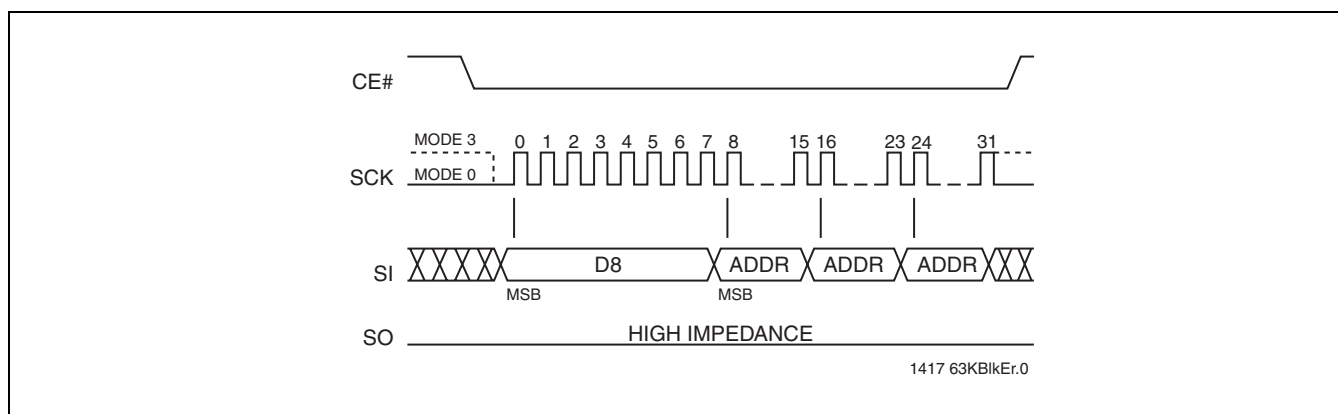 CE#
MODE 3
0 1 2 3 4 5 6 7 8 15 16 23 24 31
SCK
MODE 0
SI
D8 ADDR ADDR ADDR
MSB MSB
SO
HIGH IMPEDANCE
1417 63KBlkEr.0